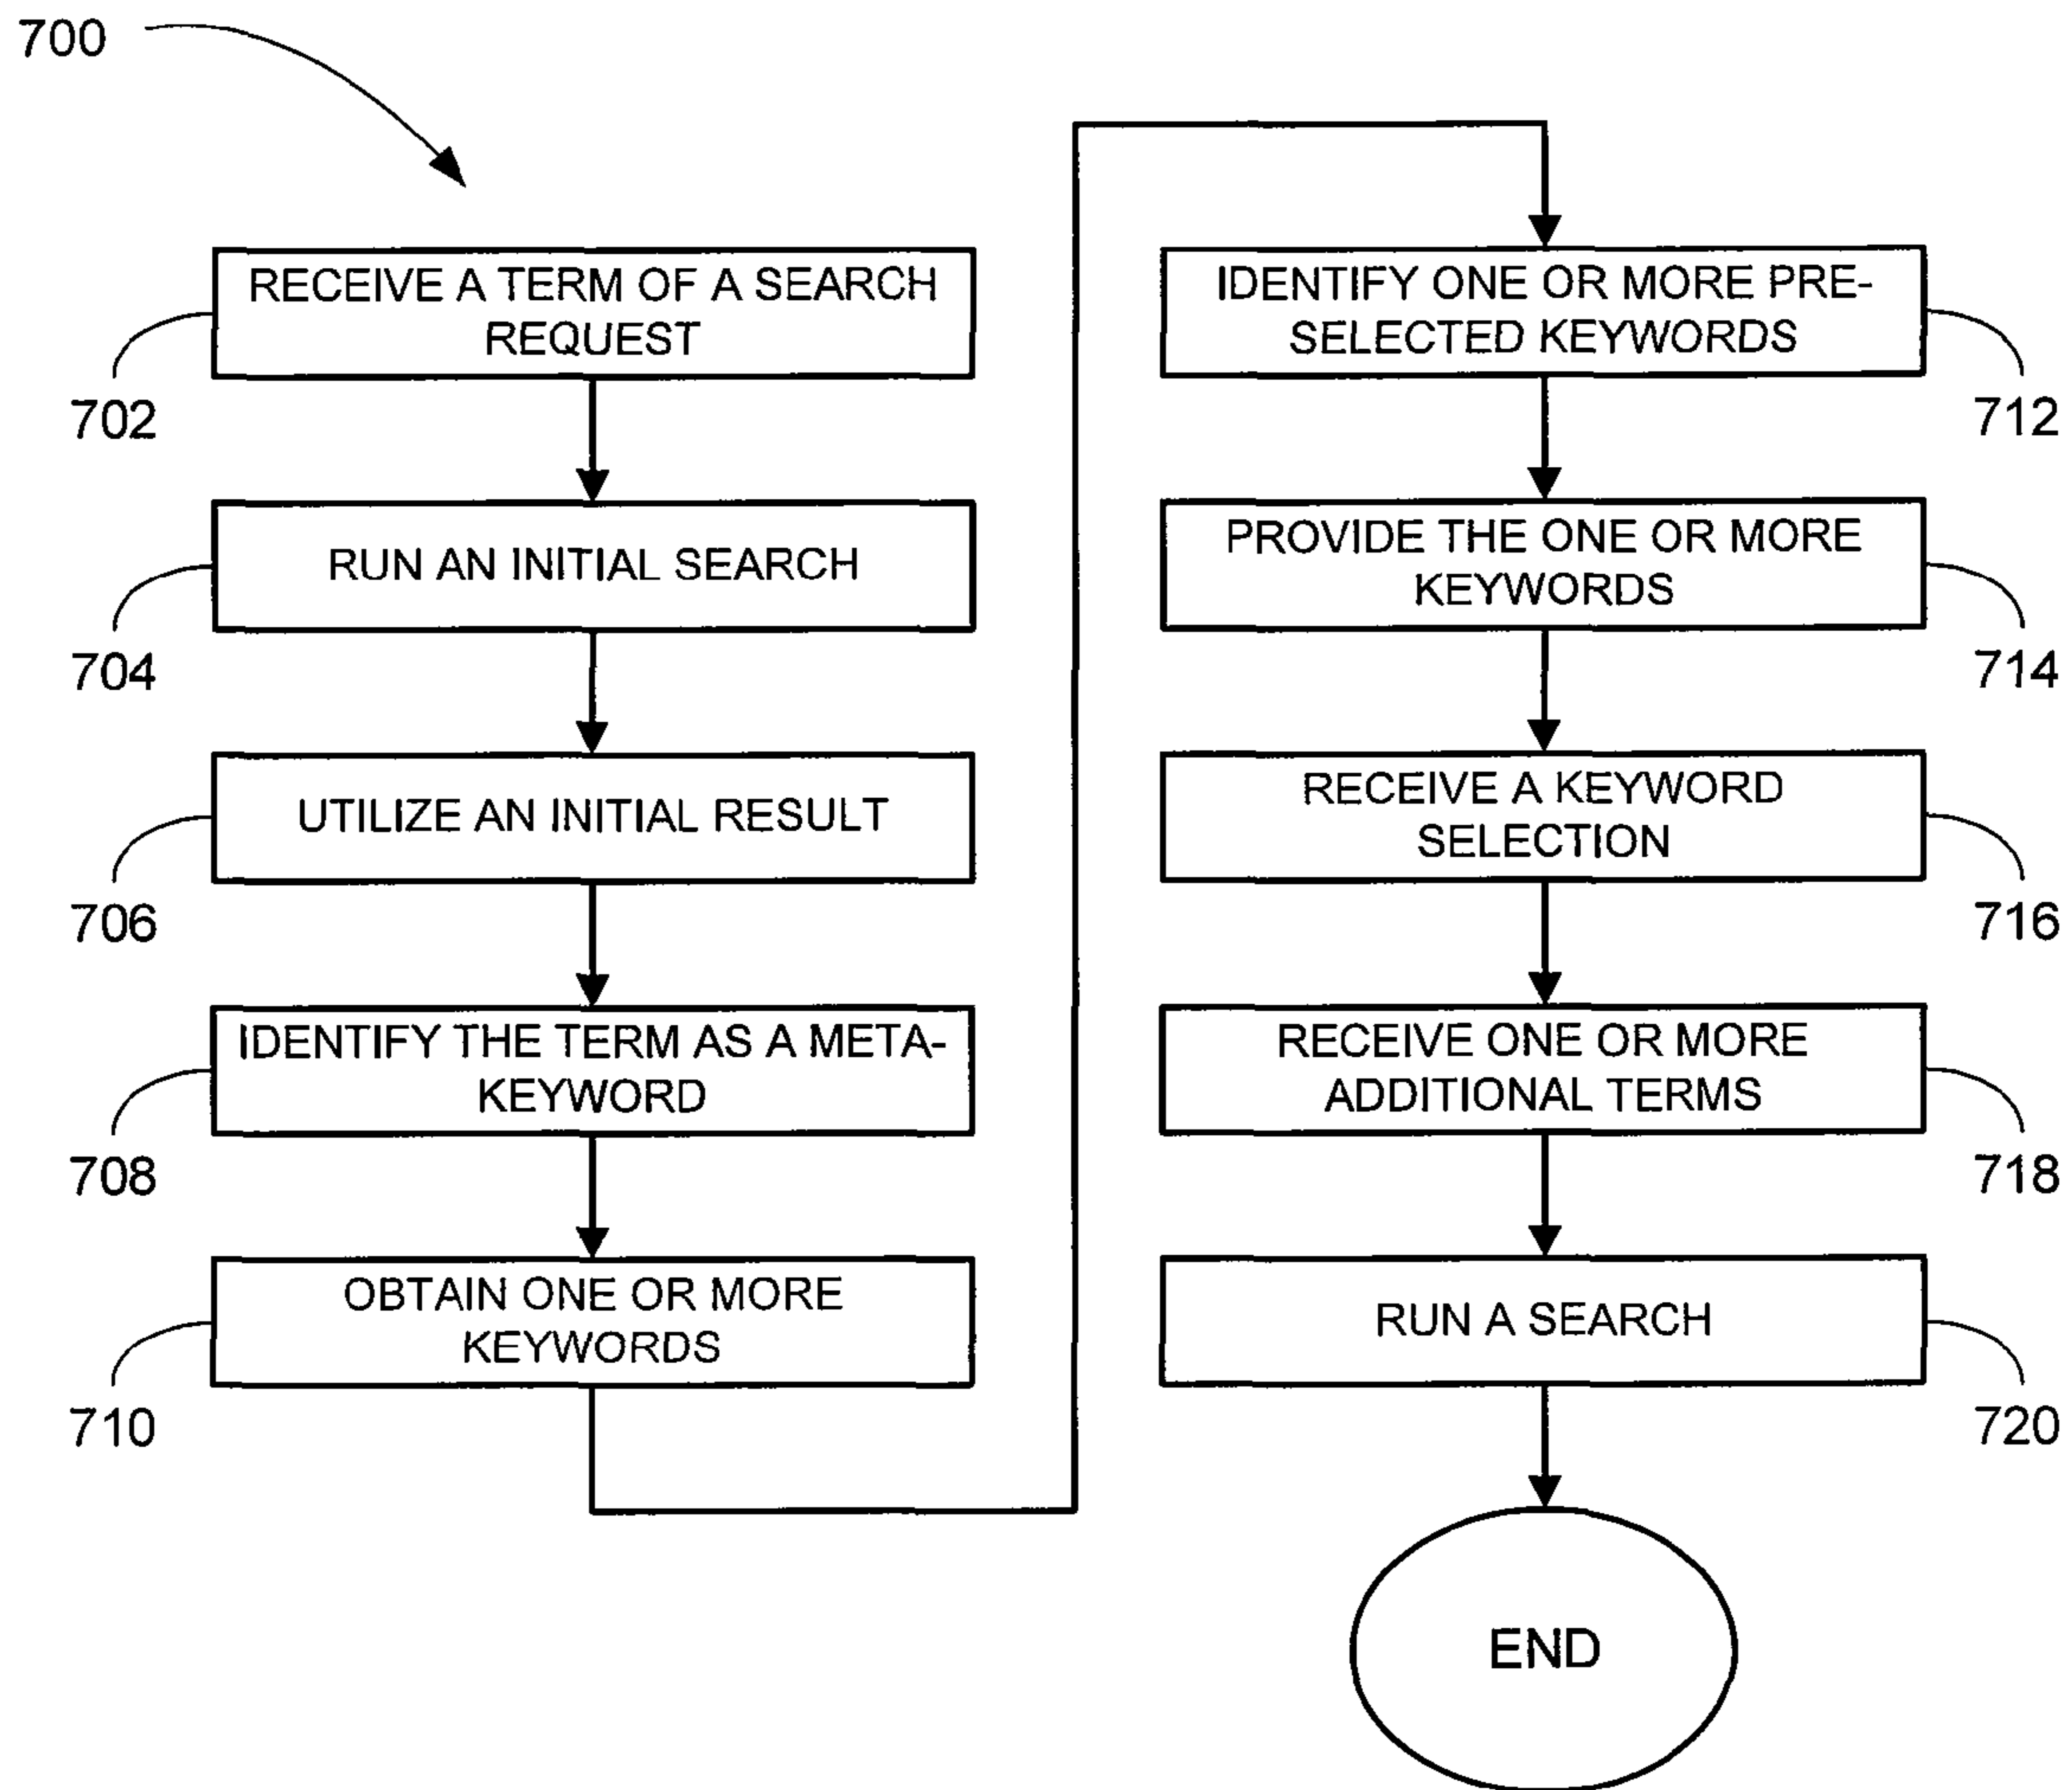 700
RECEIVE A TERM OF A SEARCH
REQUEST
702
RUN AN INITIAL SEARCH
704
UTILIZE AN INITIAL RESULT
706
IDENTIFY THE TERM AS A META-
KEYWORD
708
OBTAIN ONE OR MORE
KEYWORDS
710
IDENTIFY ONE OR MORE PRE-
SELECTED KEYWORDS
712
PROVIDE THE ONE OR MORE
KEYWORDS
714
RECEIVE A KEYWORD
SELECTION
716
RECEIVE ONE OR MORE
ADDITIONAL TERMS
718
RUN A SEARCH
720
END